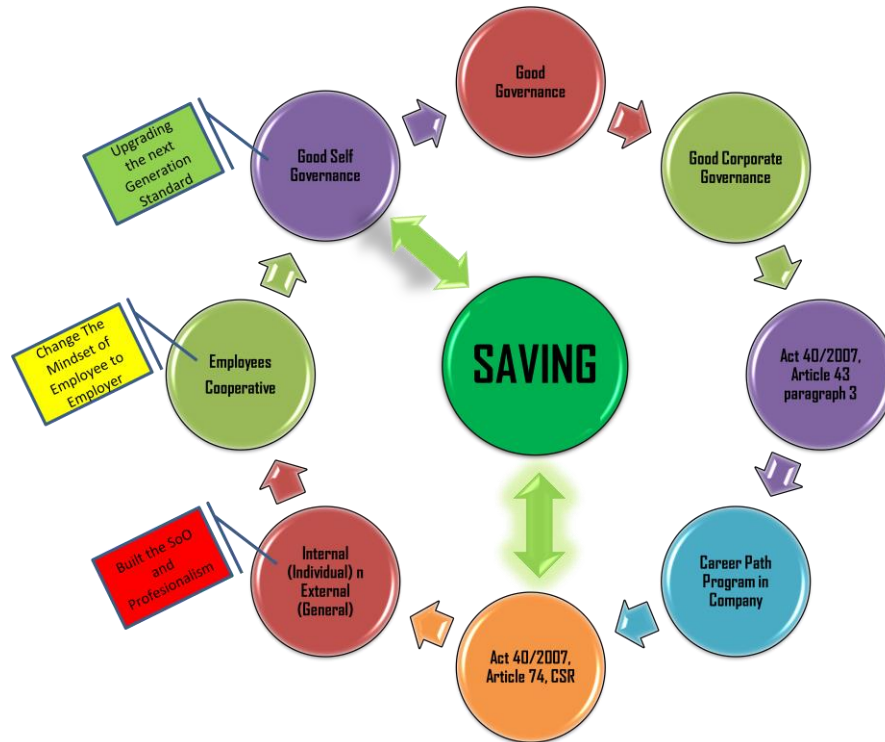 Good
Governance
Good Corporate
Governance
Act 40/2007,
Article 43
paragraph 3
Career Path
Program in
Company
Act 40/2007,
Article 74, CSR
Internal
(Individual) n
External
(General)
Built the SoO
and
Profesionalism
Employees
Cooperative
Change The
Mindset of
Employee to
Employer
Good Self
Governance
Upgrading
the next
Generation
Standard
SAVING